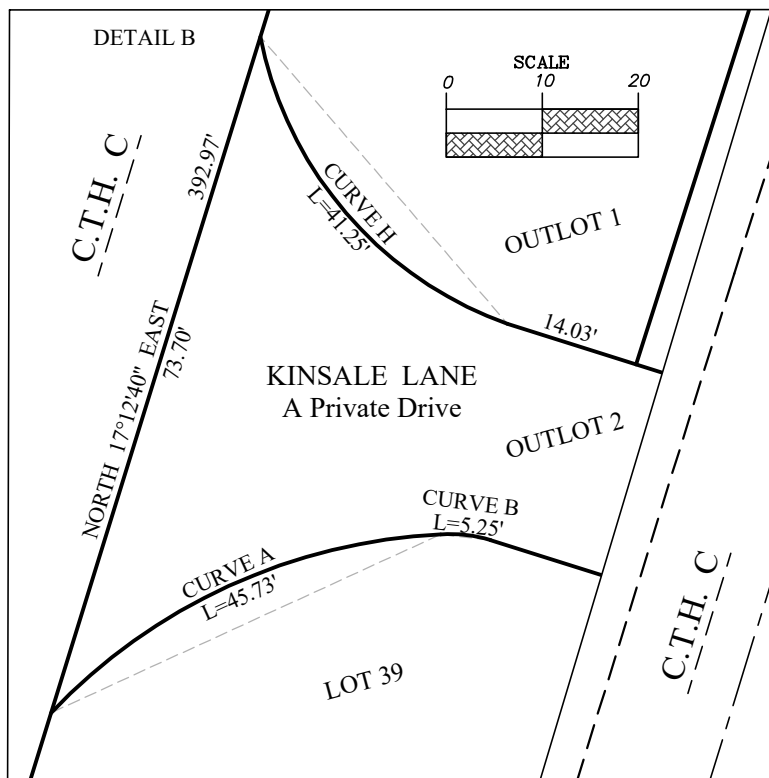 DETAIL B
SCALE
0 10 20
C.T.H. C
392.97'
CURVE H
L=41.25'
OUTLOT 1
14.03'
NORTH 17°12'40" EAST
73.70'
KINSALE LANE
A Private Drive
OUTLOT 2
CURVE B
L=5.25'
CURVE A
L=45.73'
LOT 39
C.T.H. C